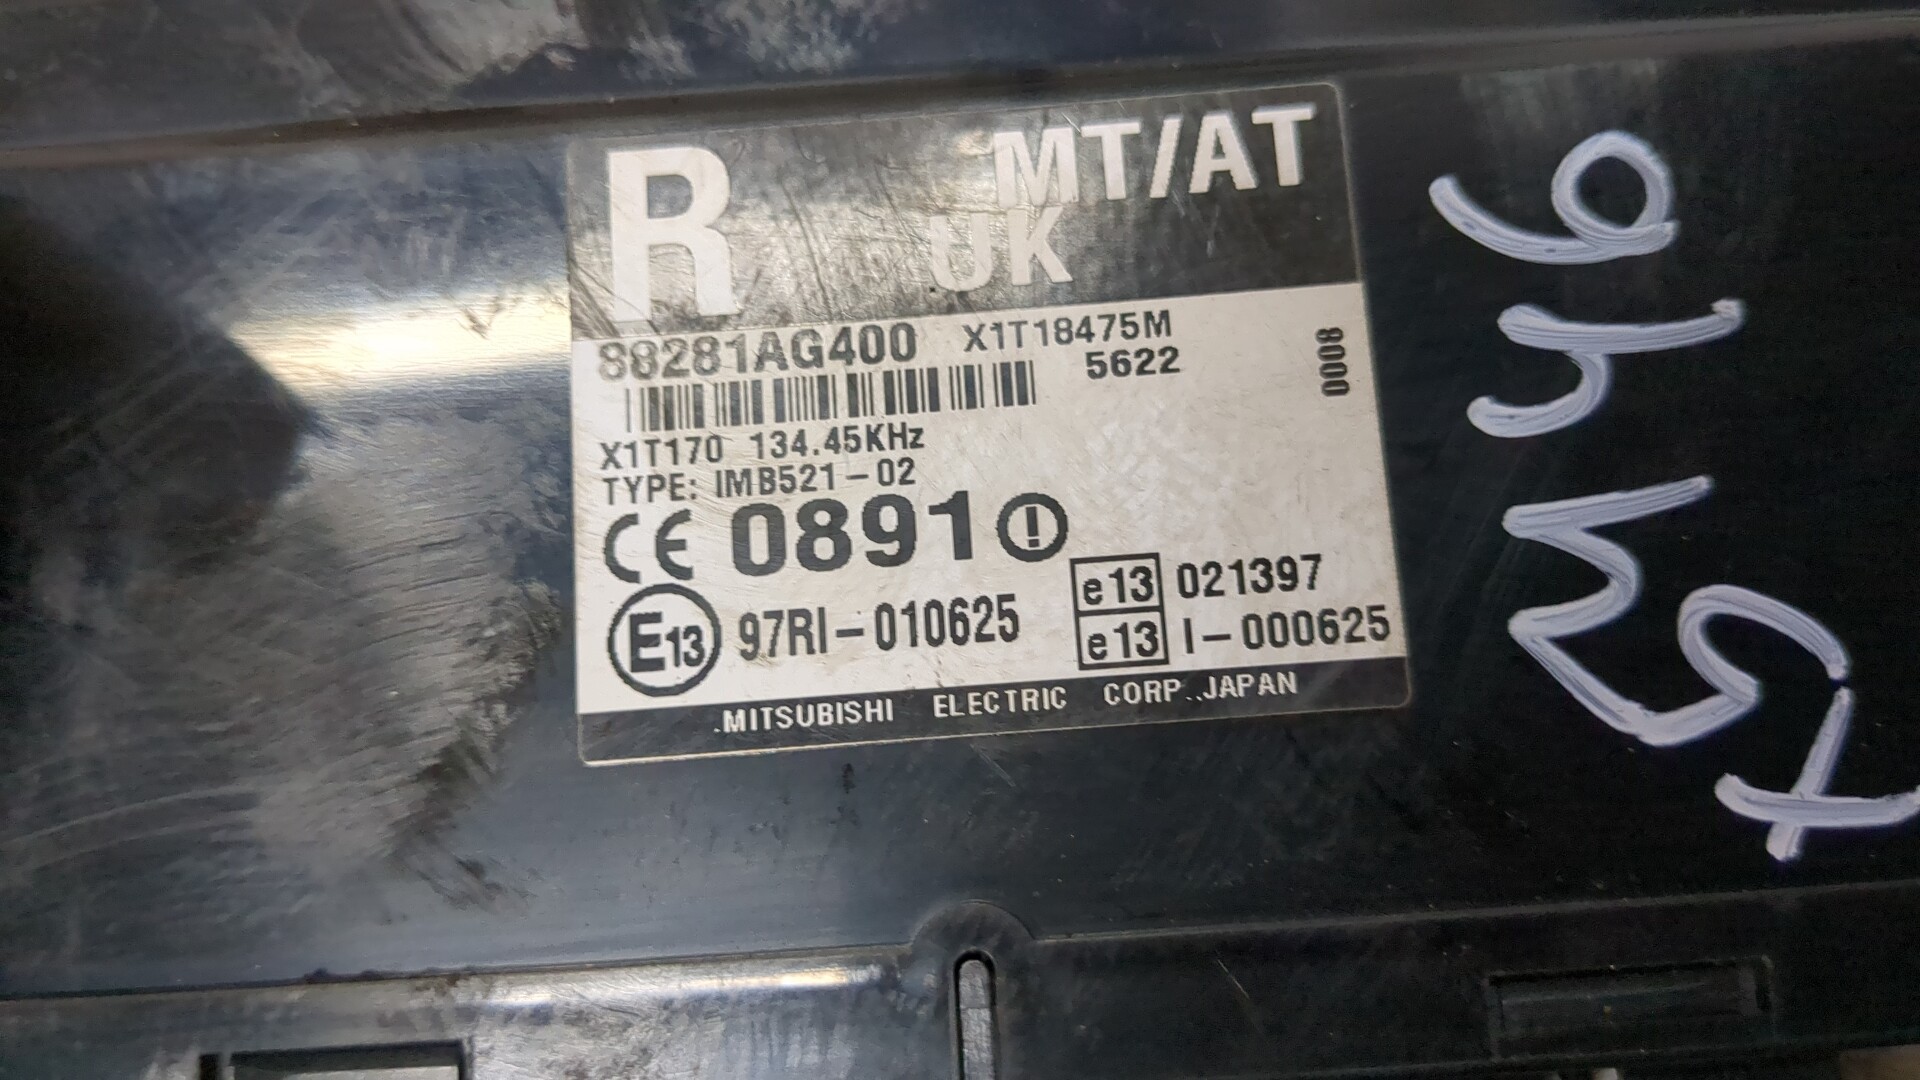 R MT/AT
UK
88281AG400 X1T18475M
5622
0008
X1T170 134.45KHz
TYPE: IMB521-02
CE 0891
E13 97RI-010625
e13 021397
e13 I-000625
MITSUBISHI ELECTRIC CORP..JAPAN